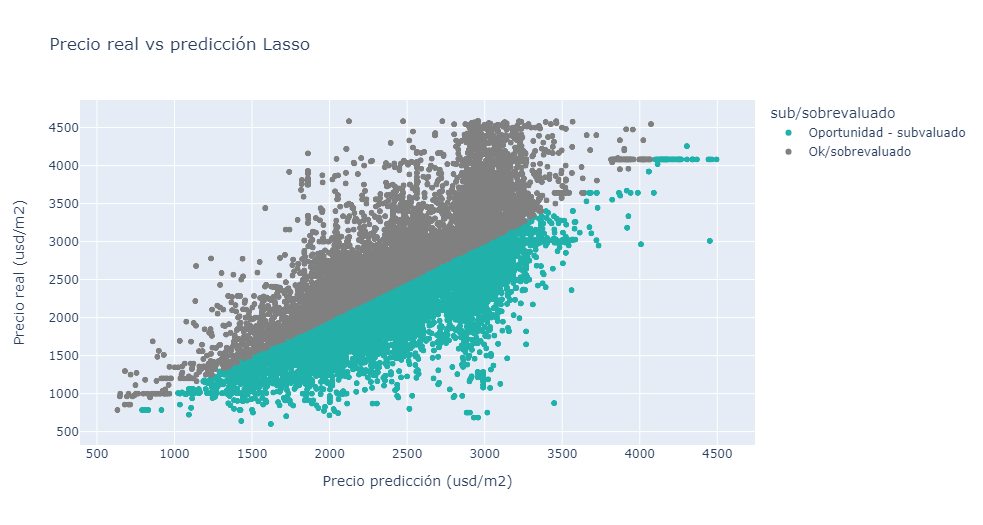 Precio real vs predicción Lasso
sub/sobrevaluado
Oportunidad - subvaluado
Ok/sobrevaluado
Precio real (usd/m2)
4500
4000
3500
3000
2500
2000
1500
1000
500
500 1000 1500 2000 2500 3000 3500 4000 4500
Precio predicción (usd/m2)